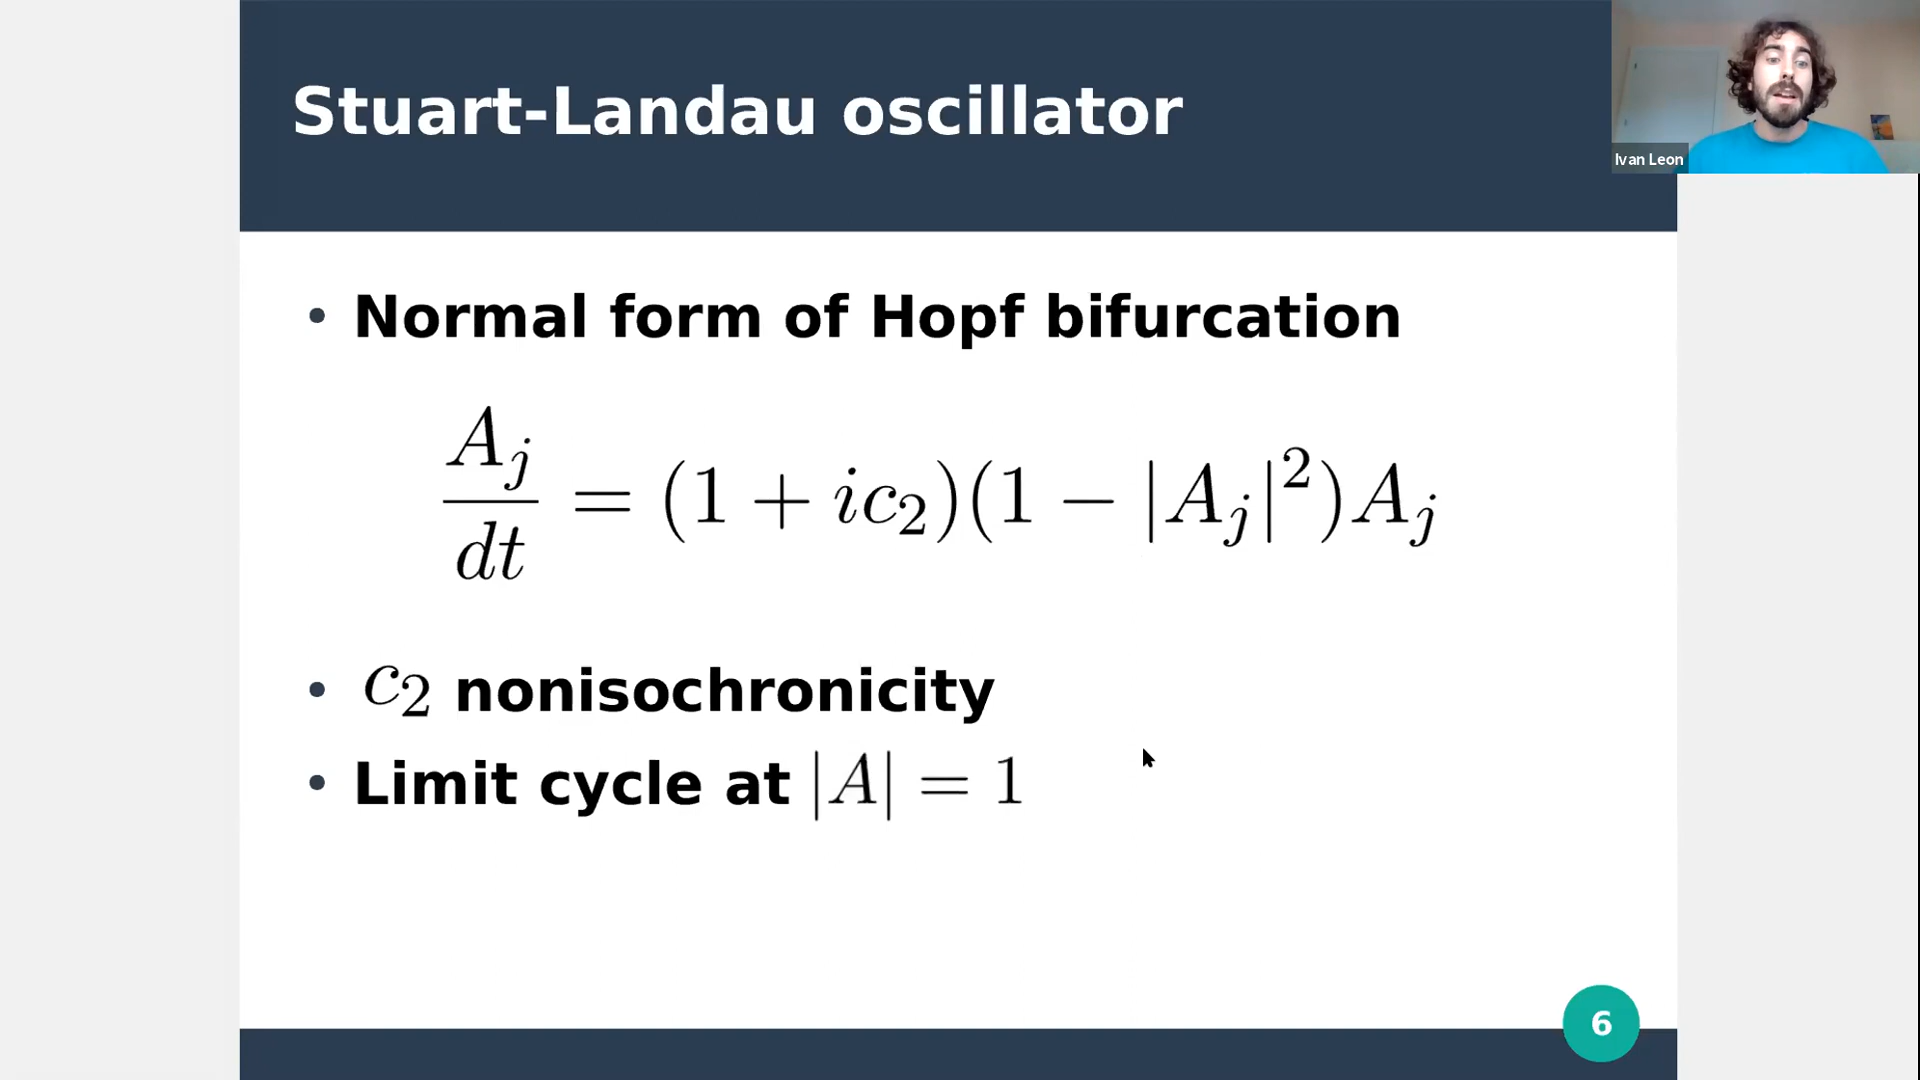 Stuart-Landau oscillator
Ivan Leon
• Normal form of Hopf bifurcation
\frac{A_j}{dt} = (1 + ic_2)(1 - |A_j|^2)A_j
• c_2 nonisochronicity
• Limit cycle at |A| = 1
6